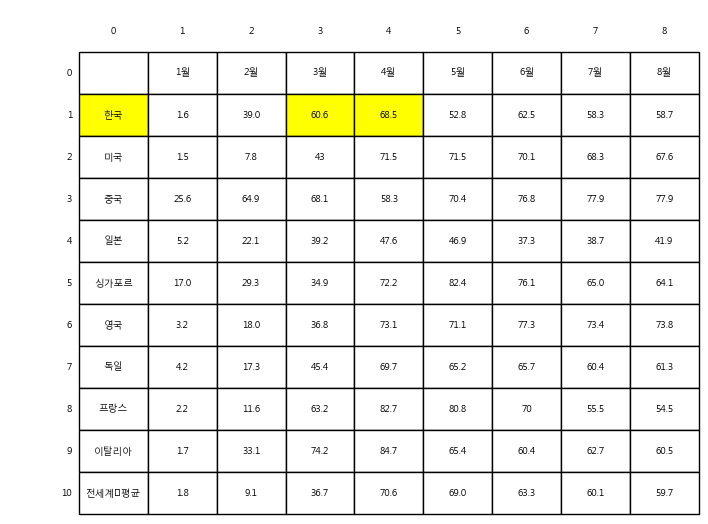 0 1 2 3 4 5 6 7 8
0 1월 2월 3월 4월 5월 6월 7월 8월
1 한국 1.6 39.0 60.6 68.5 52.8 62.5 58.3 58.7
2 미국 1.5 7.8 43 71.5 71.5 70.1 68.3 67.6
3 중국 25.6 64.9 68.1 58.3 70.4 76.8 77.9 77.9
4 일본 5.2 22.1 39.2 47.6 46.9 37.3 38.7 41.9
5 싱가포르 17.0 29.3 34.9 72.2 82.4 76.1 65.0 64.1
6 영국 3.2 18.0 36.8 73.1 71.1 77.3 73.4 73.8
7 독일 4.2 17.3 45.4 69.7 65.2 65.7 60.4 61.3
8 프랑스 2.2 11.6 63.2 82.7 80.8 70 55.5 54.5
9 이탈리아 1.7 33.1 74.2 84.7 65.4 60.4 62.7 60.5
10 전세계▯평균 1.8 9.1 36.7 70.6 69.0 63.3 60.1 59.7